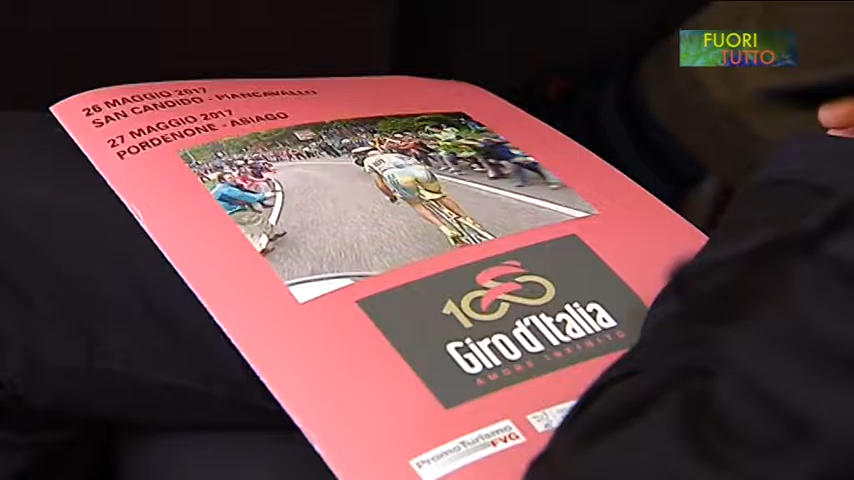 FUORI
TUTTO
26 MAGGIO 2017
SAN CANDIDO - PIANCAVALLO
27 MAGGIO 2017
PORDENONE - ASIAGO
100
Giro d'Italia
AMORE INFINITO
PromoTurismo
FVG